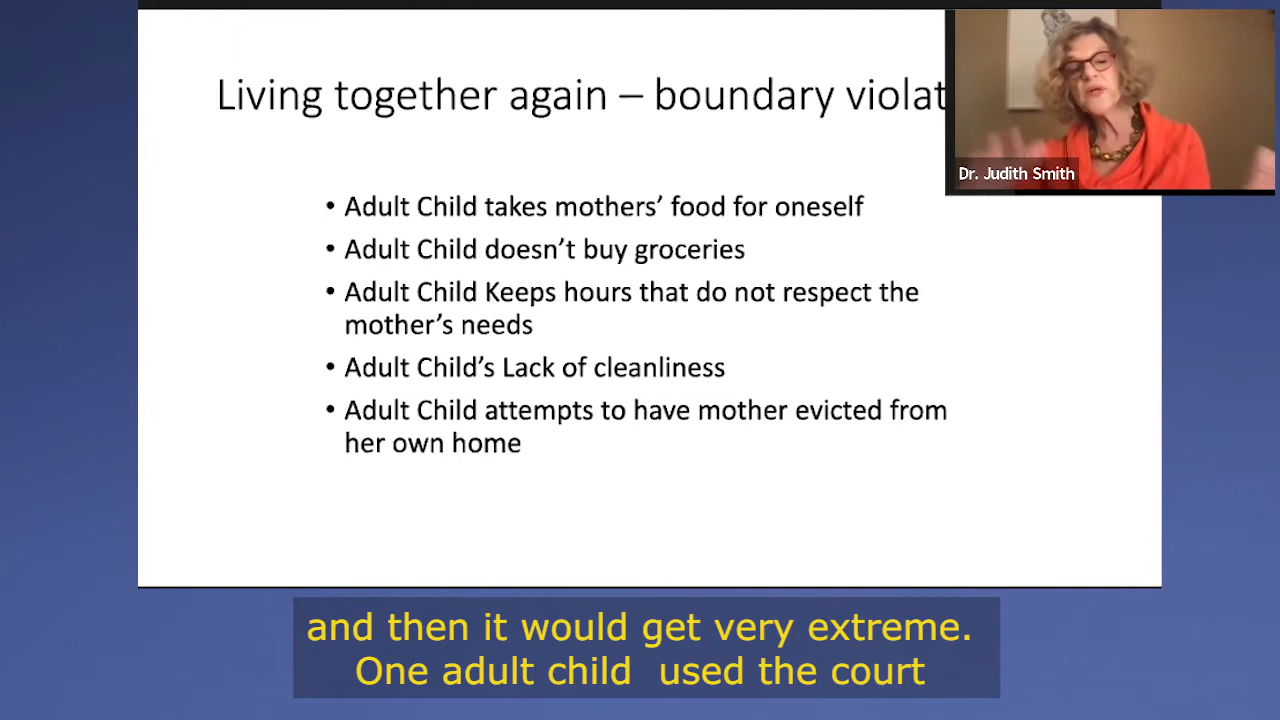 Living together again – boundary violat
Dr. Judith Smith
• Adult Child takes mothers’ food for oneself
• Adult Child doesn’t buy groceries
• Adult Child Keeps hours that do not respect the
mother’s needs
• Adult Child’s Lack of cleanliness
• Adult Child attempts to have mother evicted from
her own home
and then it would get very extreme.
One adult child used the court